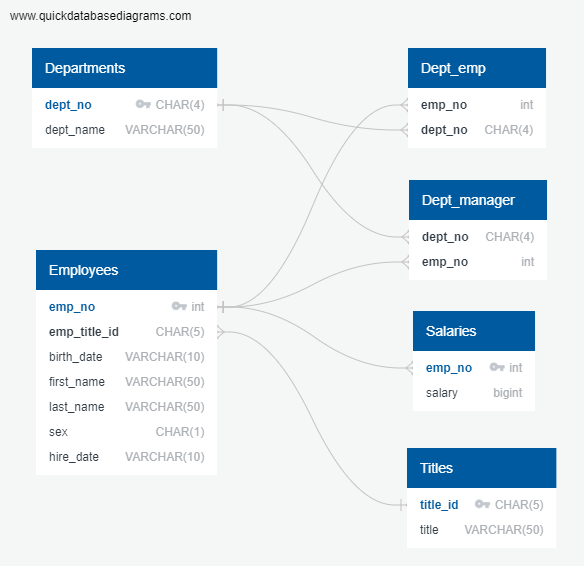 www.quickdatabasediagrams.com
Departments
dept_no CHAR(4)
dept_name VARCHAR(50)
Employees
emp_no int
emp_title_id CHAR(5)
birth_date VARCHAR(10)
first_name VARCHAR(50)
last_name VARCHAR(50)
sex CHAR(1)
hire_date VARCHAR(10)
Dept_emp
emp_no int
dept_no CHAR(4)
Dept_manager
dept_no CHAR(4)
emp_no int
Salaries
emp_no int
salary bigint
Titles
title_id CHAR(5)
title VARCHAR(50)